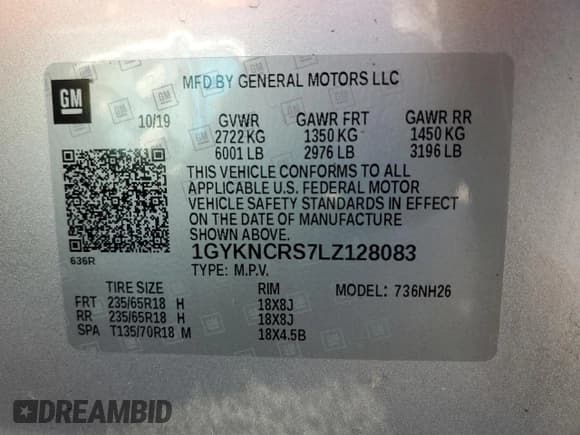 GM
MFD BY GENERAL MOTORS LLC
10/19 GVWR GAWR FRT GAWR RR
2722 KG 1350 KG 1450 KG
6001 LB 2976 LB 3196 LB
THIS VEHICLE CONFORMS TO ALL
APPLICABLE U.S. FEDERAL MOTOR
VEHICLE SAFETY STANDARDS IN EFFECT
ON THE DATE OF MANUFACTURE
SHOWN ABOVE.
636R
1GYKNCRS7LZ128083
TYPE: M.P.V.
TIRE SIZE RIM MODEL: 736NH26
FRT 235/65R18 H 18X8J
RR 235/65R18 H 18X8J
SPA T135/70R18 M 18X4.5B
DREAMBID